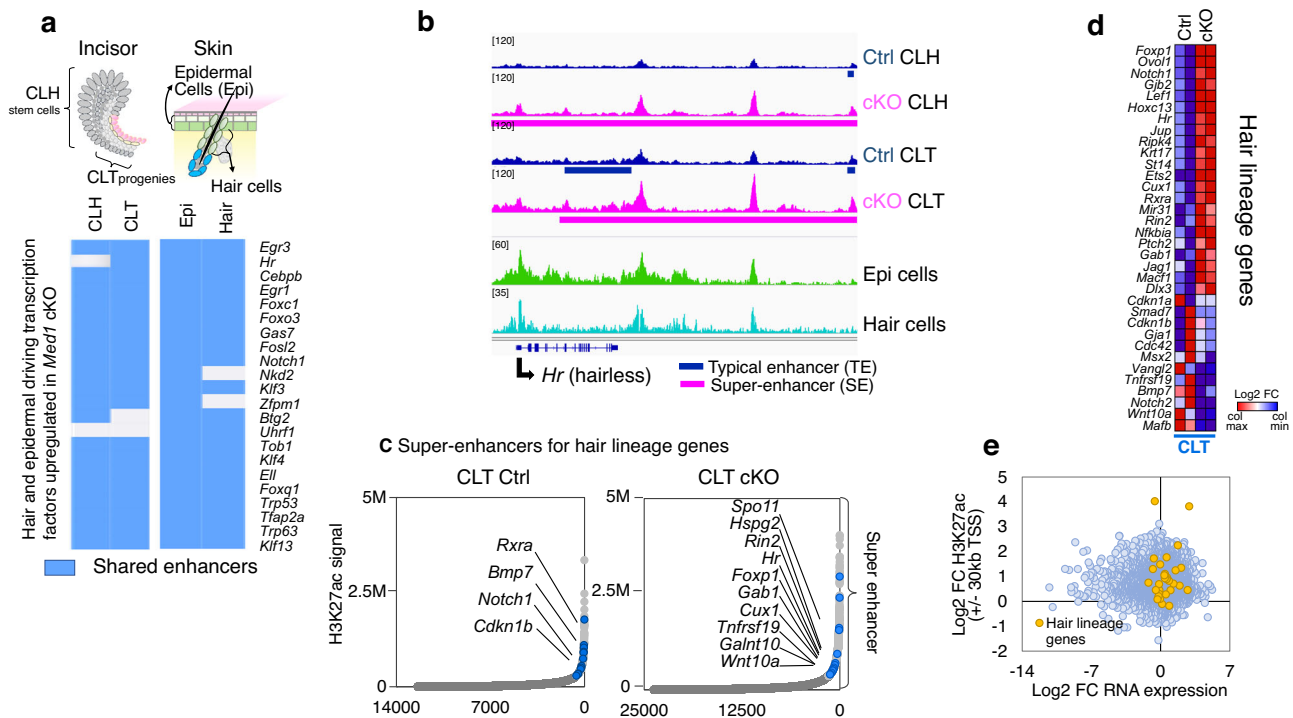 a
Incisor
Skin
CLH
stem cells
Epidermal
Cells (Epi)
CLTprogenies
Hair cells
CLH
CLT
Epi
Hair
Hair and epidermal driving transcription
factors upregulated in Med1 cKO
Egr3
Hr
Cebpb
Egr1
Foxc1
Foxo3
Gas7
Fosl2
Notch1
Nkd2
Klf3
Zfpm1
Btg2
Uhrf1
Tob1
Klf4
Ell
Foxq1
Trp53
Tfap2a
Trp63
Klf13
Shared enhancers
b
[120]
Ctrl CLH
[120]
cKO CLH
[120]
Ctrl CLT
[120]
cKO CLT
[60]
Epi cells
[35]
Hair cells
Hr (hairless)
Typical enhancer (TE)
Super-enhancer (SE)
c Super-enhancers for hair lineage genes
CLT Ctrl
H3K27ac signal
5M
2.5M
0
14000
7000
0
Rxra
Bmp7
Notch1
Cdkn1b
CLT cKO
5M
2.5M
0
25000
12500
0
Spo11
Hspg2
Rin2
Hr
Foxp1
Gab1
Cux1
Tnfrsf19
Galnt10
Wnt10a
Super enhancer
d
Ctrl
cKO
Foxp1
Ovol1
Notch1
Gjb2
Lef1
Hoxc13
Hr
Jup
Ripk4
Krt17
St14
Ets2
Cux1
Rxra
Mir31
Rin2
Nfkbia
Ptch2
Gab1
Jag1
Macf1
Dlx3
Cdkn1a
Smad7
Cdkn1b
Gja1
Cdc42
Msx2
Vangl2
Tnfrsf19
Bmp7
Notch2
Wnt10a
Mafb
CLT
Hair lineage genes
Log2 FC
col
max
col
min
e
Log2 FC H3K27ac
(+/- 30kb TSS)
5
4
3
2
1
0
-1
-2
Hair lineage
genes
-14
-7
0
7
Log2 FC RNA expression